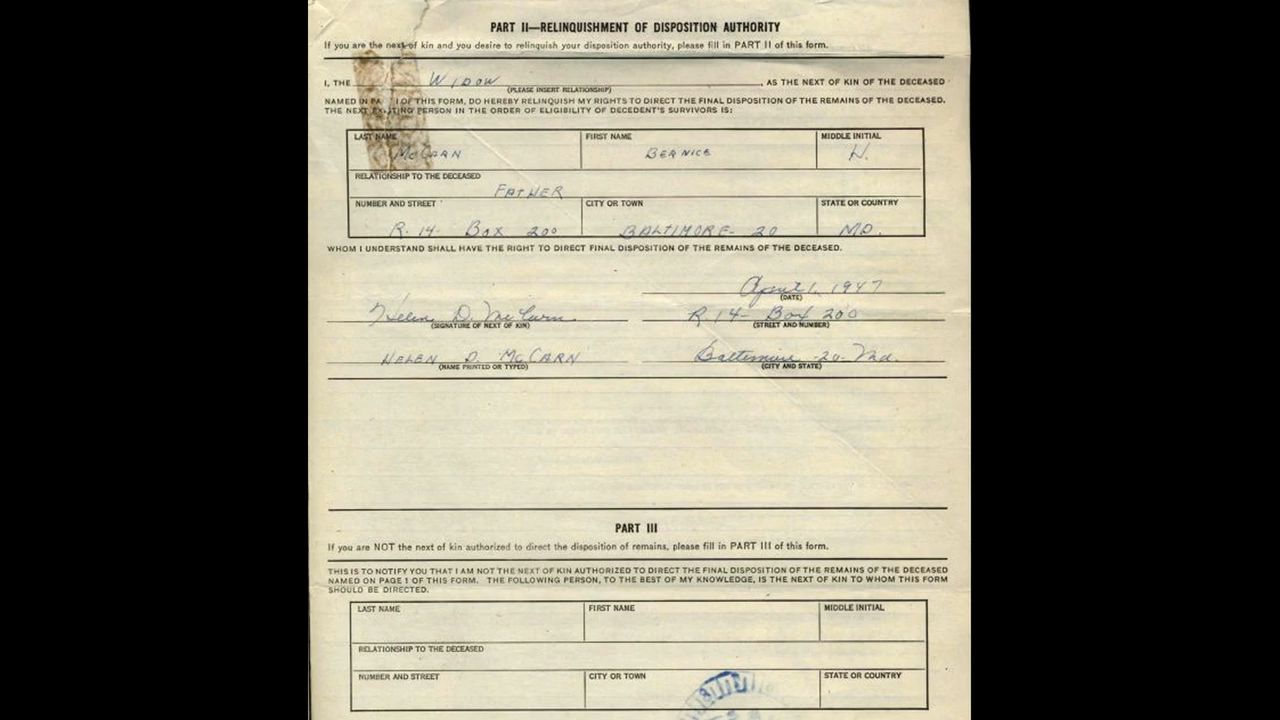 PART II—RELINQUISHMENT OF DISPOSITION AUTHORITY
If you are the next of kin and you desire to relinquish your disposition authority, please fill in PART II of this form.
I, THE WIDOW, AS THE NEXT OF KIN OF THE DECEASED
(PLEASE INSERT RELATIONSHIP)
NAMED IN PA I OF THIS FORM, DO HEREBY RELINQUISH MY RIGHTS TO DIRECT THE FINAL DISPOSITION OF THE REMAINS OF THE DECEASED.
THE NEXT EXISTING PERSON IN THE ORDER OF ELIGIBILITY OF DECEDENT'S SURVIVORS IS:
LAST NAME FIRST NAME MIDDLE INITIAL
McCARN BERNICE W.
RELATIONSHIP TO THE DECEASED
FATHER
NUMBER AND STREET CITY OR TOWN STATE OR COUNTRY
R. 14- BOX 200 BALTIMORE- 20 MD.
WHOM I UNDERSTAND SHALL HAVE THE RIGHT TO DIRECT FINAL DISPOSITION OF THE REMAINS OF THE DECEASED.
April 1, 1947
(DATE)
Helen D. McCarn R. 14- Box 200
(SIGNATURE OF NEXT OF KIN) (STREET AND NUMBER)
HELEN D. McCARN Baltimore -20- Md.
(NAME PRINTED OR TYPED) (CITY AND STATE)
PART III
If you are NOT the next of kin authorized to direct the disposition of remains, please fill in PART III of this form.
THIS IS TO NOTIFY YOU THAT I AM NOT THE NEXT OF KIN AUTHORIZED TO DIRECT THE FINAL DISPOSITION OF THE REMAINS OF THE DECEASED
NAMED ON PAGE 1 OF THIS FORM. THE FOLLOWING PERSON, TO THE BEST OF MY KNOWLEDGE, IS THE NEXT OF KIN TO WHOM THIS FORM
SHOULD BE DIRECTED.
LAST NAME FIRST NAME MIDDLE INITIAL
RELATIONSHIP TO THE DECEASED
NUMBER AND STREET CITY OR TOWN STATE OR COUNTRY